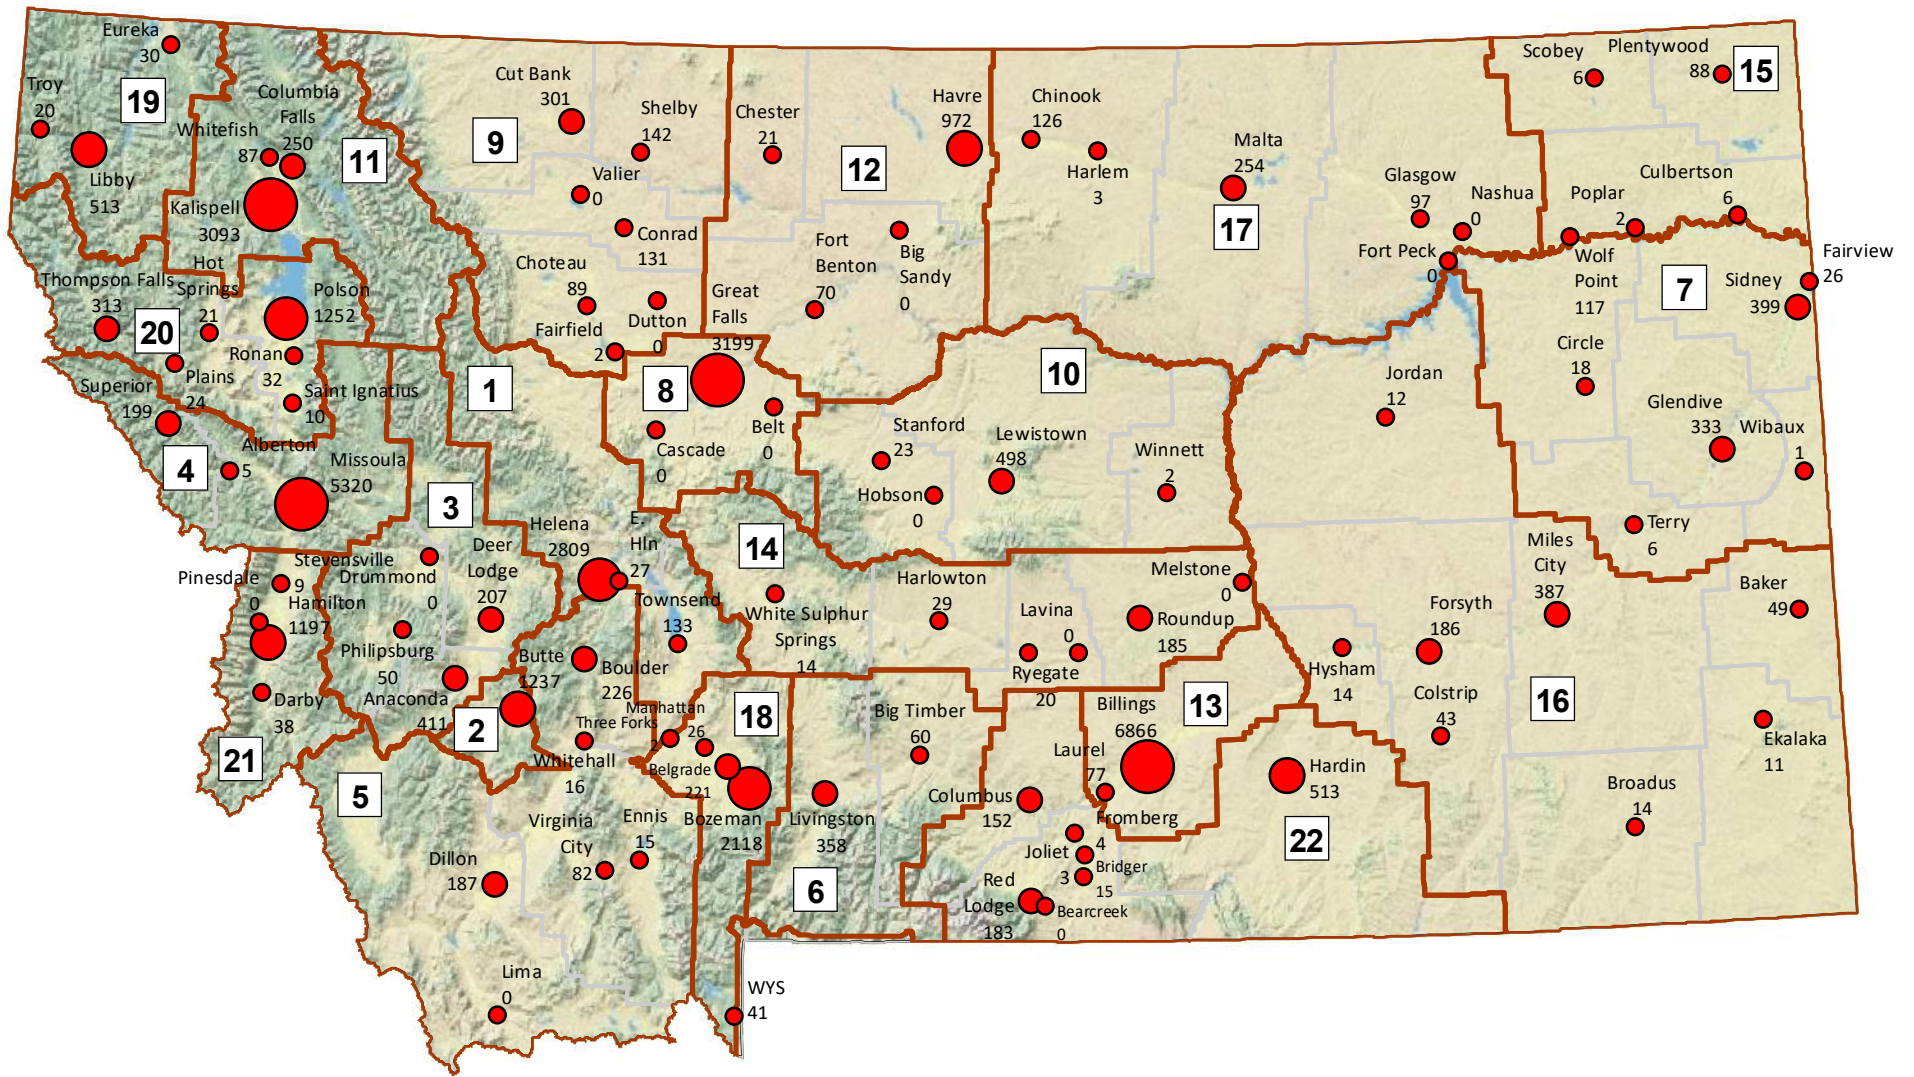 Eureka
30
Troy
20
19
Libby
513
Columbia
Falls
250
Whitefish
87
11
Kalispell
3093
Cut Bank
301
9
Shelby
142
Valier
0
Conrad
131
Choteau
89
Dutton
0
Fairfield
2
Chester
21
12
Havre
972
Fort
Benton
70
Big
Sandy
0
Great
Falls
3199
8
Cascade
0
Belt
0
Chinook
126
Harlem
3
Malta
254
17
Glasgow
97
Nashua
0
Fort Peck
0
Scobey
6
Plentywood
88
15
Poplar
2
Culbertson
6
Wolf
Point
117
7
Fairview
26
Sidney
399
Circle
18
Jordan
12
Glendive
333
Wibaux
1
Terry
6
Thompson Falls
313
Hot
Springs
21
20
Polson
1252
Ronan
32
Plains
24
Saint Ignatius
10
Superior
199
Alberton
5
4
Missoula
5320
1
3
10
Stanford
23
Lewistown
498
Hobson
0
Winnett
2
Helena
2809
E.
Hln
27
14
Deer
Lodge
207
Stevensville
9
Drummond
0
Pinesdale
0
Hamilton
1197
Philipsburg
50
Darby
38
21
Anaconda
411
2
Butte
1237
Boulder
226
Townsend
133
White Sulphur
Springs
14
Harlowton
29
Lavina
0
Ryegate
20
Melstone
0
Roundup
185
Miles
City
387
Baker
49
Forsyth
186
Hysham
14
Colstrip
43
16
Ekalaka
11
Broadus
14
Manhattan
26
Three Forks
2
Whitehall
16
18
Belgrade
221
Bozeman
2118
Big Timber
60
Billings
6866
13
Laurel
77
Hardin
513
22
Columbus
152
Fromberg
4
Joliet
3
Bridger
15
Red
Lodge
183
Bearcreek
0
Livingston
358
6
5
Virginia
City
82
Ennis
15
Dillon
187
Lima
0
WYS
41